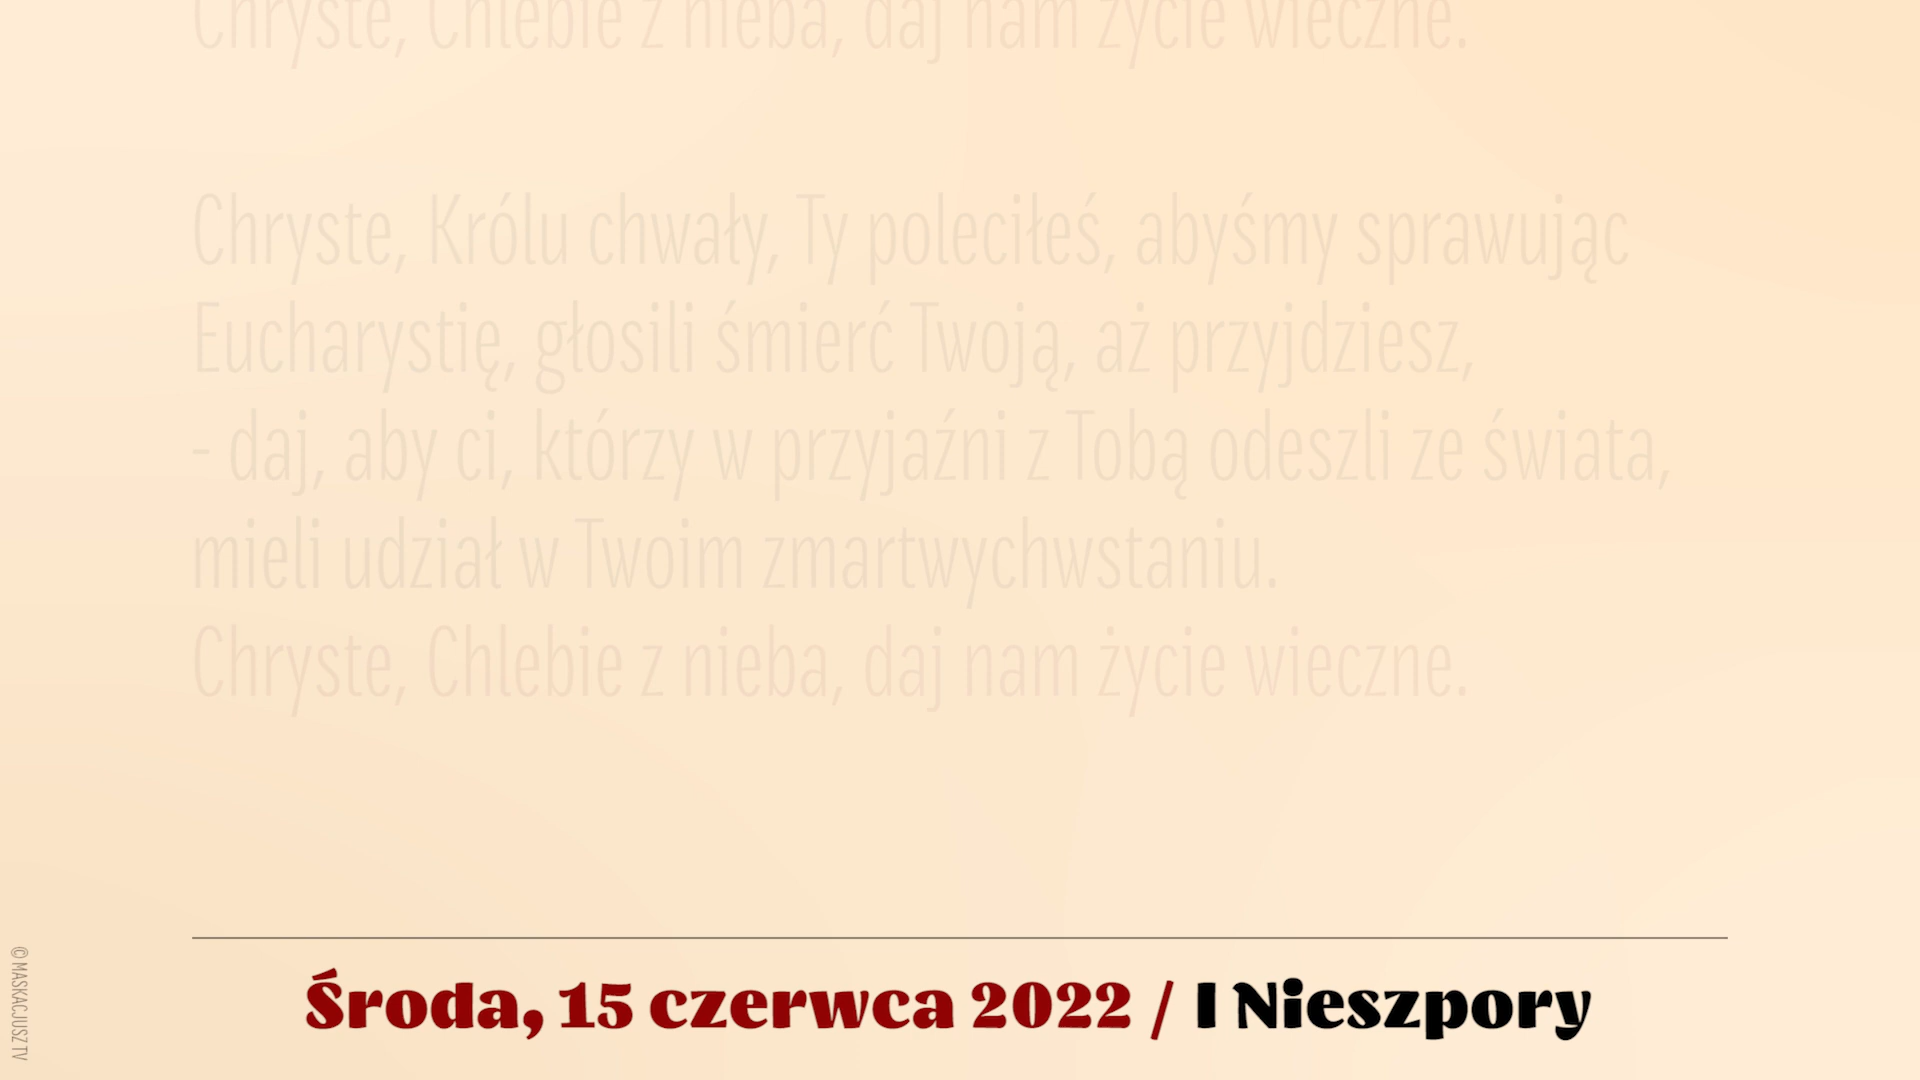 Chryste, Chlebie z nieba, daj nam życie wieczne.
Chryste, Królu chwały, Ty poleciłeś, abyśmy sprawując
Eucharystię, głosili śmierć Twoją, aż przyjdziesz,
- daj, aby ci, którzy w przyjaźni z Tobą odeszli ze świata,
mieli udział w Twoim zmartwychwstaniu.
Chryste, Chlebie z nieba, daj nam życie wieczne.
Środa, 15 czerwca 2022 / I Nieszpory
© MASKACJUSZ TV